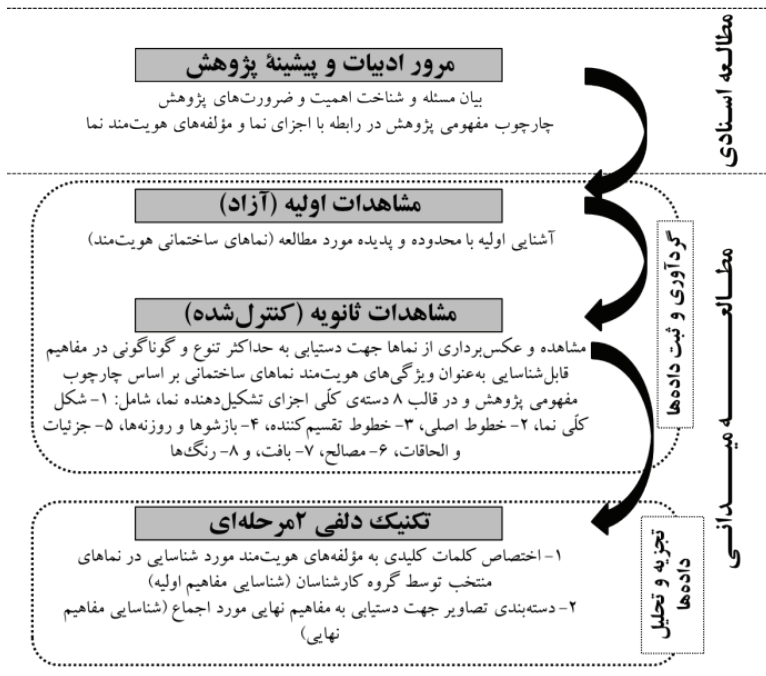 مطالعه اسنادی
مرور ادبیات و پیشینهٔ پژوهش
بیان مسئله و شناخت اهمیت و ضرورت‌های پژوهش
چارچوب مفهومی پژوهش در رابطه با اجزای نما و مؤلفه‌های هویت‌مند نما
مطالعه میدانی
گردآوری و ثبت داده‌ها
مشاهدات اولیه (آزاد)
آشنایی اولیه با محدوده و پدیده مورد مطالعه (نماهای ساختمانی هویت‌مند)
مشاهدات ثانویه (کنترل‌شده)
مشاهده و عکس‌برداری از نماها جهت دستیابی به حداکثر تنوع و گوناگونی در مفاهیم
قابل‌شناسایی به‌عنوان ویژگی‌های هویت‌مند نماهای ساختمانی بر اساس چارچوب
مفهومی پژوهش و در قالب ۸ دسته‌ی کلّی اجزای تشکیل‌دهنده نما، شامل: ۱- شکل
کلّی نما، ۲- خطوط اصلی، ۳- خطوط تقسیم‌کننده، ۴- بازشوها و روزنه‌ها، ۵- جزئیات
و الحاقات، ۶- مصالح، ۷- بافت، و ۸- رنگ‌ها
تجزیه و تحلیل
داده‌ها
تکنیک دلفی ۲مرحله‌ای
۱- اختصاص کلمات کلیدی به مؤلفه‌های هویت‌مند مورد شناسایی در نماهای
منتخب توسط گروه کارشناسان (شناسایی مفاهیم اولیه)
۲- دسته‌بندی تصاویر جهت دستیابی به مفاهیم نهایی مورد اجماع (شناسایی مفاهیم
نهایی)